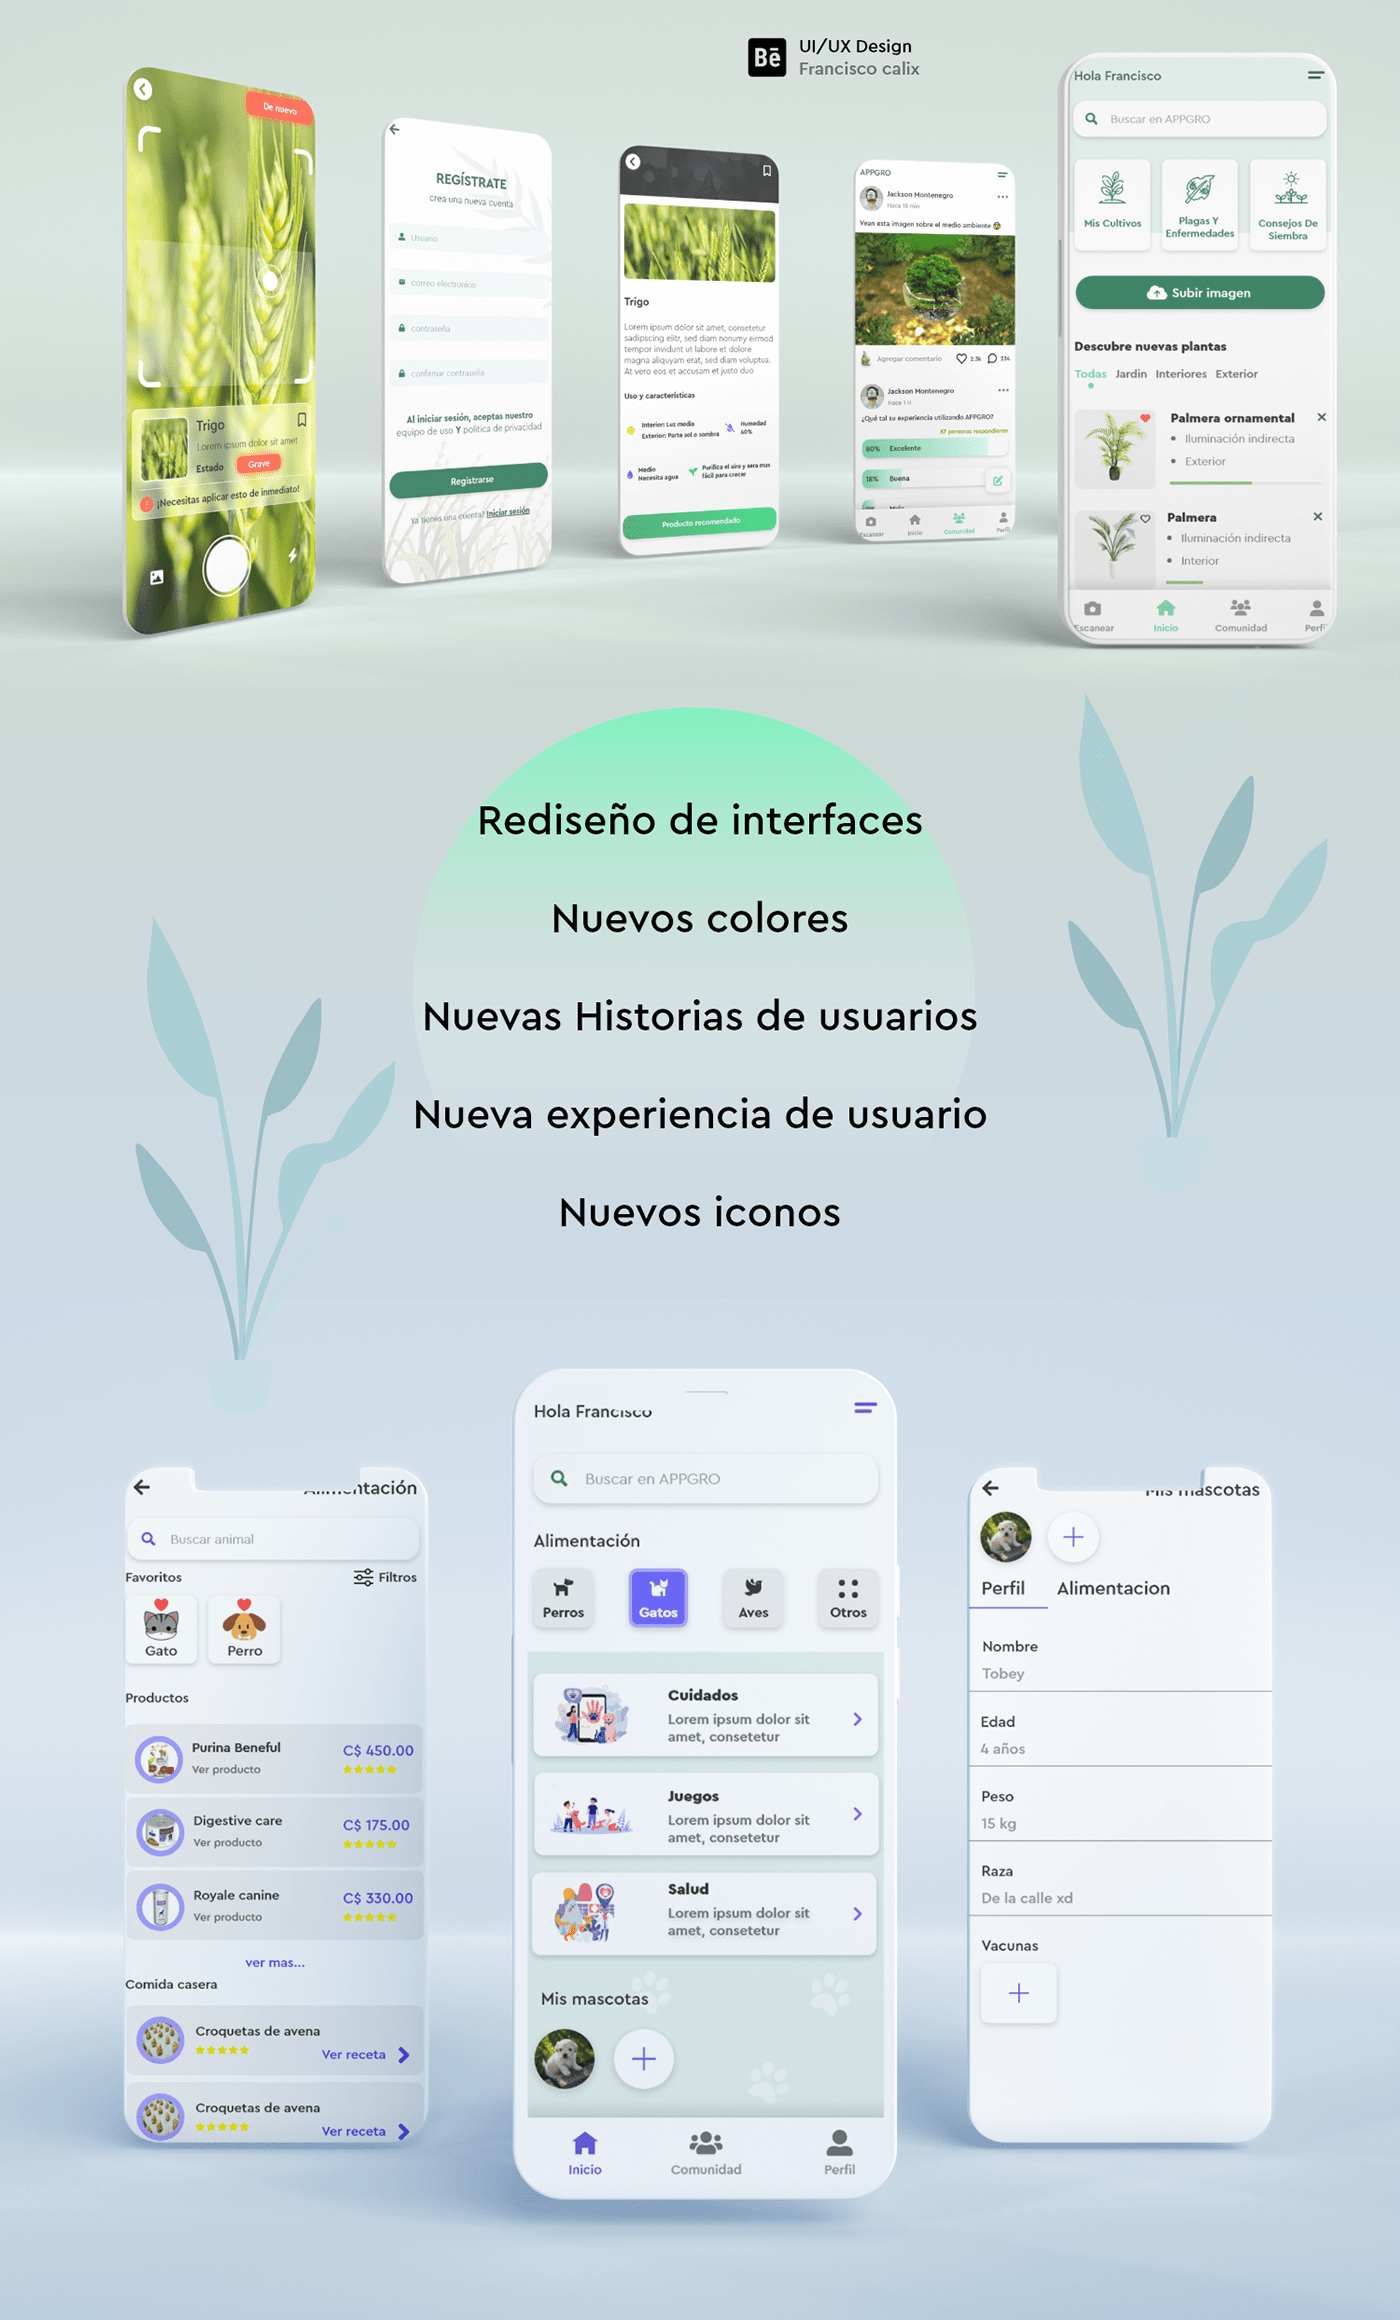 Bē
UI/UX Design
Francisco calix
De nuevo
Trigo
Lorem ipsum dolor sit amet
Estado
Grave
¡Necesitas aplicar esto de inmediato!
REGÍSTRATE
crea una nueva cuenta
Usuario
correo electronico
contraseña
confirmar contraseña
Al iniciar sesión, aceptas nuestro
equipo de uso Y politica de privacidad
Registrarse
Ya tienes una cuenta? Iniciar sesión
Trigo
Lorem ipsum dolor sit amet, consetetur
sadipscing elitr, sed diam nonumy eirmod
tempor invidunt ut labore et dolore
magna aliquyam erat, sed diam voluptua.
At vero eos et accusam et justo duo
Uso y características
Interior: Luz media
Exterior: Parte sol o sombra
Humedad
40%
Medio
Necesita agua
Purifica el aire y sera mas
fácil para crecer
Producto recomendado
APPGRO
Jackson Montenegro
Hace 15 min
Vean esta imagen sobre el medio ambiente
Agregar comentario
2.3k
234
Jackson Montenegro
Hace 1 H
¿Qué tal su experiencia utilizando APPGRO?
87 personas respondieron
80% Excelente
18% Buena
Escanear
Inicio
Comunidad
Perfil
Hola Francisco
Buscar en APPGRO
Mis Cultivos
Plagas Y
Enfermedades
Consejos De
Siembra
Subir imagen
Descubre nuevas plantas
Todas Jardin Interiores Exterior
Palmera ornamental
Iluminación indirecta
Exterior
Palmera
Iluminación indirecta
Interior
Escanear
Inicio
Comunidad
Perfil
Rediseño de interfaces
Nuevos colores
Nuevas Historias de usuarios
Nueva experiencia de usuario
Nuevos iconos
Alimentación
Buscar animal
Favoritos
Filtros
Gato
Perro
Productos
Purina Beneful
Ver producto
C$ 450.00
Digestive care
Ver producto
C$ 175.00
Royale canine
Ver producto
C$ 330.00
ver mas...
Comida casera
Croquetas de avena
Ver receta
Croquetas de avena
Ver receta
Hola Francisco
Buscar en APPGRO
Alimentación
Perros
Gatos
Aves
Otros
Cuidados
Lorem ipsum dolor sit
amet, consetetur
Juegos
Lorem ipsum dolor sit
amet, consetetur
Salud
Lorem ipsum dolor sit
amet, consetetur
Mis mascotas
Inicio
Comunidad
Perfil
Mis mascotas
Perfil
Alimentacion
Nombre
Tobey
Edad
4 años
Peso
15 kg
Raza
De la calle xd
Vacunas